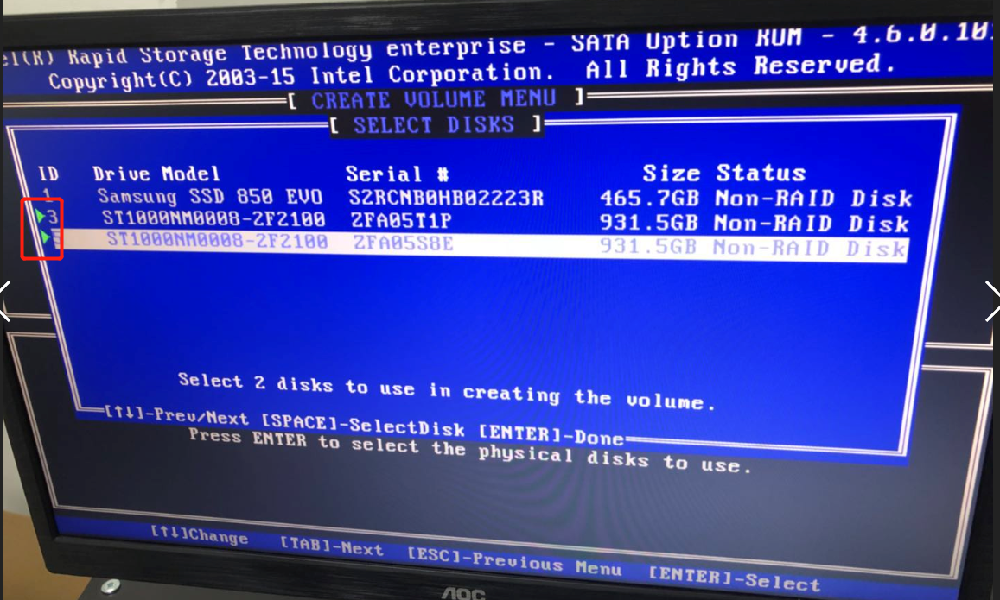 el(R) Rapid Storage Technology enterprise - SATA Option ROM - 4.6.0.10
Copyright(C) 2003-15 Intel Corporation. All Rights Reserved.
[ CREATE VOLUME MENU ]
[ SELECT DISKS ]
ID Drive Model Serial # Size Status
1 Samsung SSD 850 EVO S2RCNB0HB02223R 465.7GB Non-RAID Disk
3 ST1000NM0008-2F2100 ZFA05T1P 931.5GB Non-RAID Disk
ST1000NM0008-2F2100 ZFA05S8E 931.5GB Non-RAID Disk
Select 2 disks to use in creating the volume.
[↑↓]-Prev/Next [SPACE]-SelectDisk [ENTER]-Done
Press ENTER to select the physical disks to use.
[↑↓]Change [TAB]-Next [ESC]-Previous Menu [ENTER]-Select
AOC